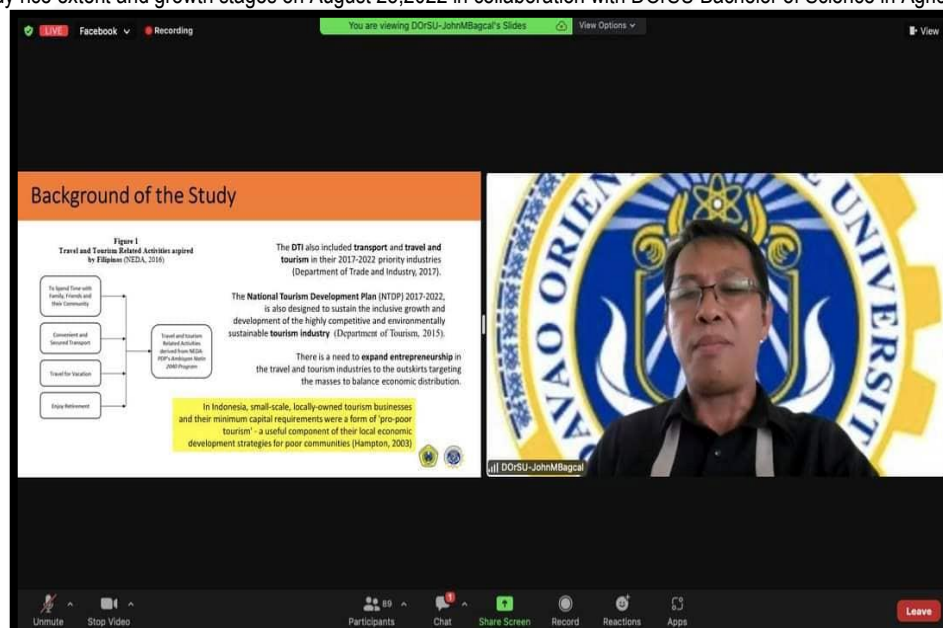 y rice extent and growth stages on August 23,2022 in collaboration with DOrSU Bachelor of Science in Agri
LIVE Facebook Recording
You are viewing DOrSU-JohnMBagcal's Slides
View Options
View
Background of the Study
Figure 1
Travel and Tourism Related Activities aspired
by Filipinos (NEDA, 2016)
To Spend Time with
Family, Friends and
their Community
Convenient and
Secured Transport
Travel for Vacation
Enjoy Retirement
Travel and tourism
Related Activities
derived from NEDA
PDP's Ambisyon Natin
2040 Program
The DTI also included transport and travel and
tourism in their 2017-2022 priority industries
(Department of Trade and Industry, 2017).
The National Tourism Development Plan (NTDP) 2017-2022,
is also designed to sustain the inclusive growth and
development of the highly competitive and environmentally
sustainable tourism industry (Department of Tourism, 2015).
There is a need to expand entrepreneurship in
the travel and tourism industries to the outskirts targeting
the masses to balance economic distribution.
In Indonesia, small-scale, locally-owned tourism businesses
and their minimum capital requirements were a form of 'pro-poor
tourism' - a useful component of their local economic
development strategies for poor communities (Hampton, 2003)
AVAO ORIEN E UNIVERSIT
DOrSU-JohnMBagcal
Unmute
Stop Video
89
Participants
1
Chat
Share Screen
Record
Reactions
Apps
Leave